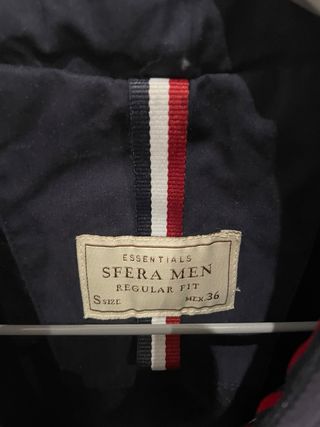 ESSENTIALS
SFERA MEN
REGULAR FIT
S SIZE MEX.36